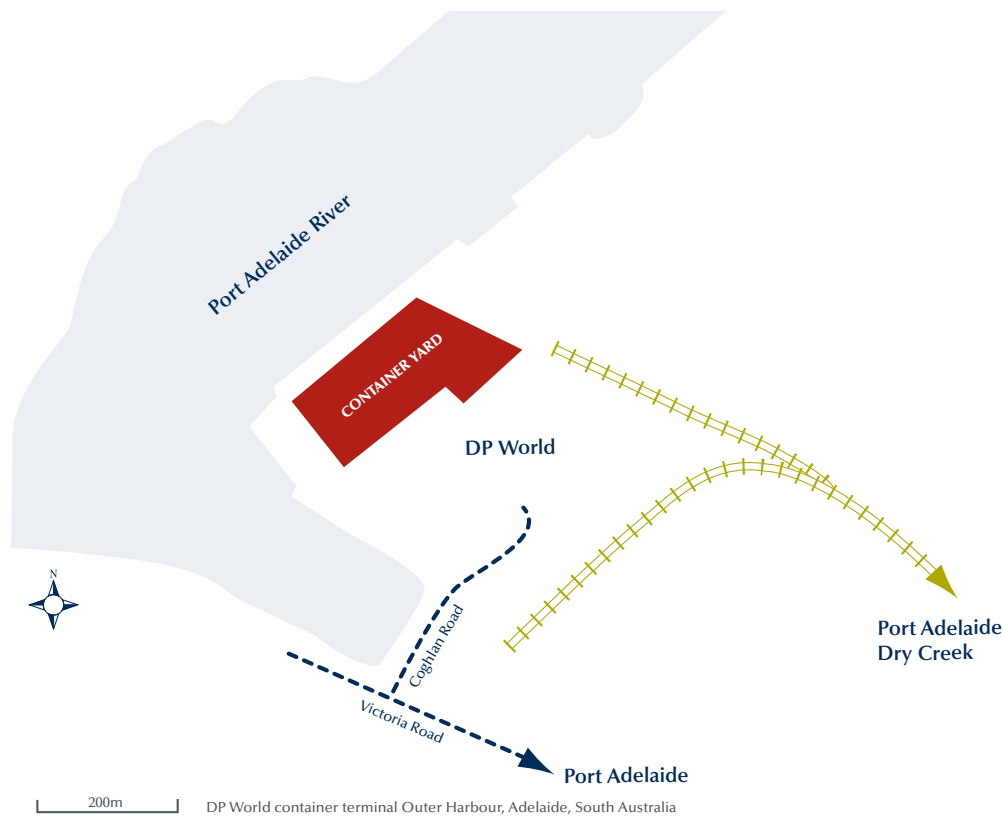 Port Adelaide River
CONTAINER YARD
DP World
N
Coghlan Road
Port Adelaide
Dry Creek
Victoria Road
Port Adelaide
200m
DP World container terminal Outer Harbour, Adelaide, South Australia